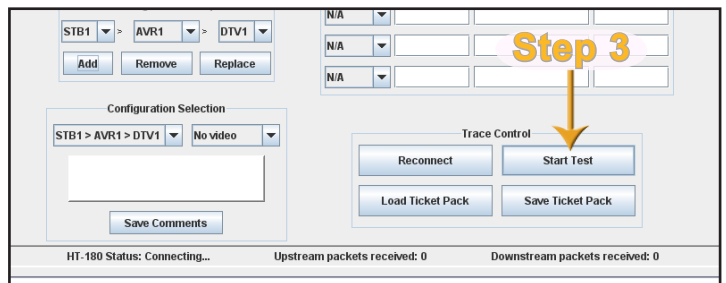 N/A
STB1 > AVR1 > DTV1
N/A
Step 3
Add Remove Replace
N/A
Configuration Selection
STB1 > AVR1 > DTV1 No video
Trace Control
Reconnect Start Test
Load Ticket Pack Save Ticket Pack
Save Comments
HT-180 Status: Connecting... Upstream packets received: 0 Downstream packets received: 0